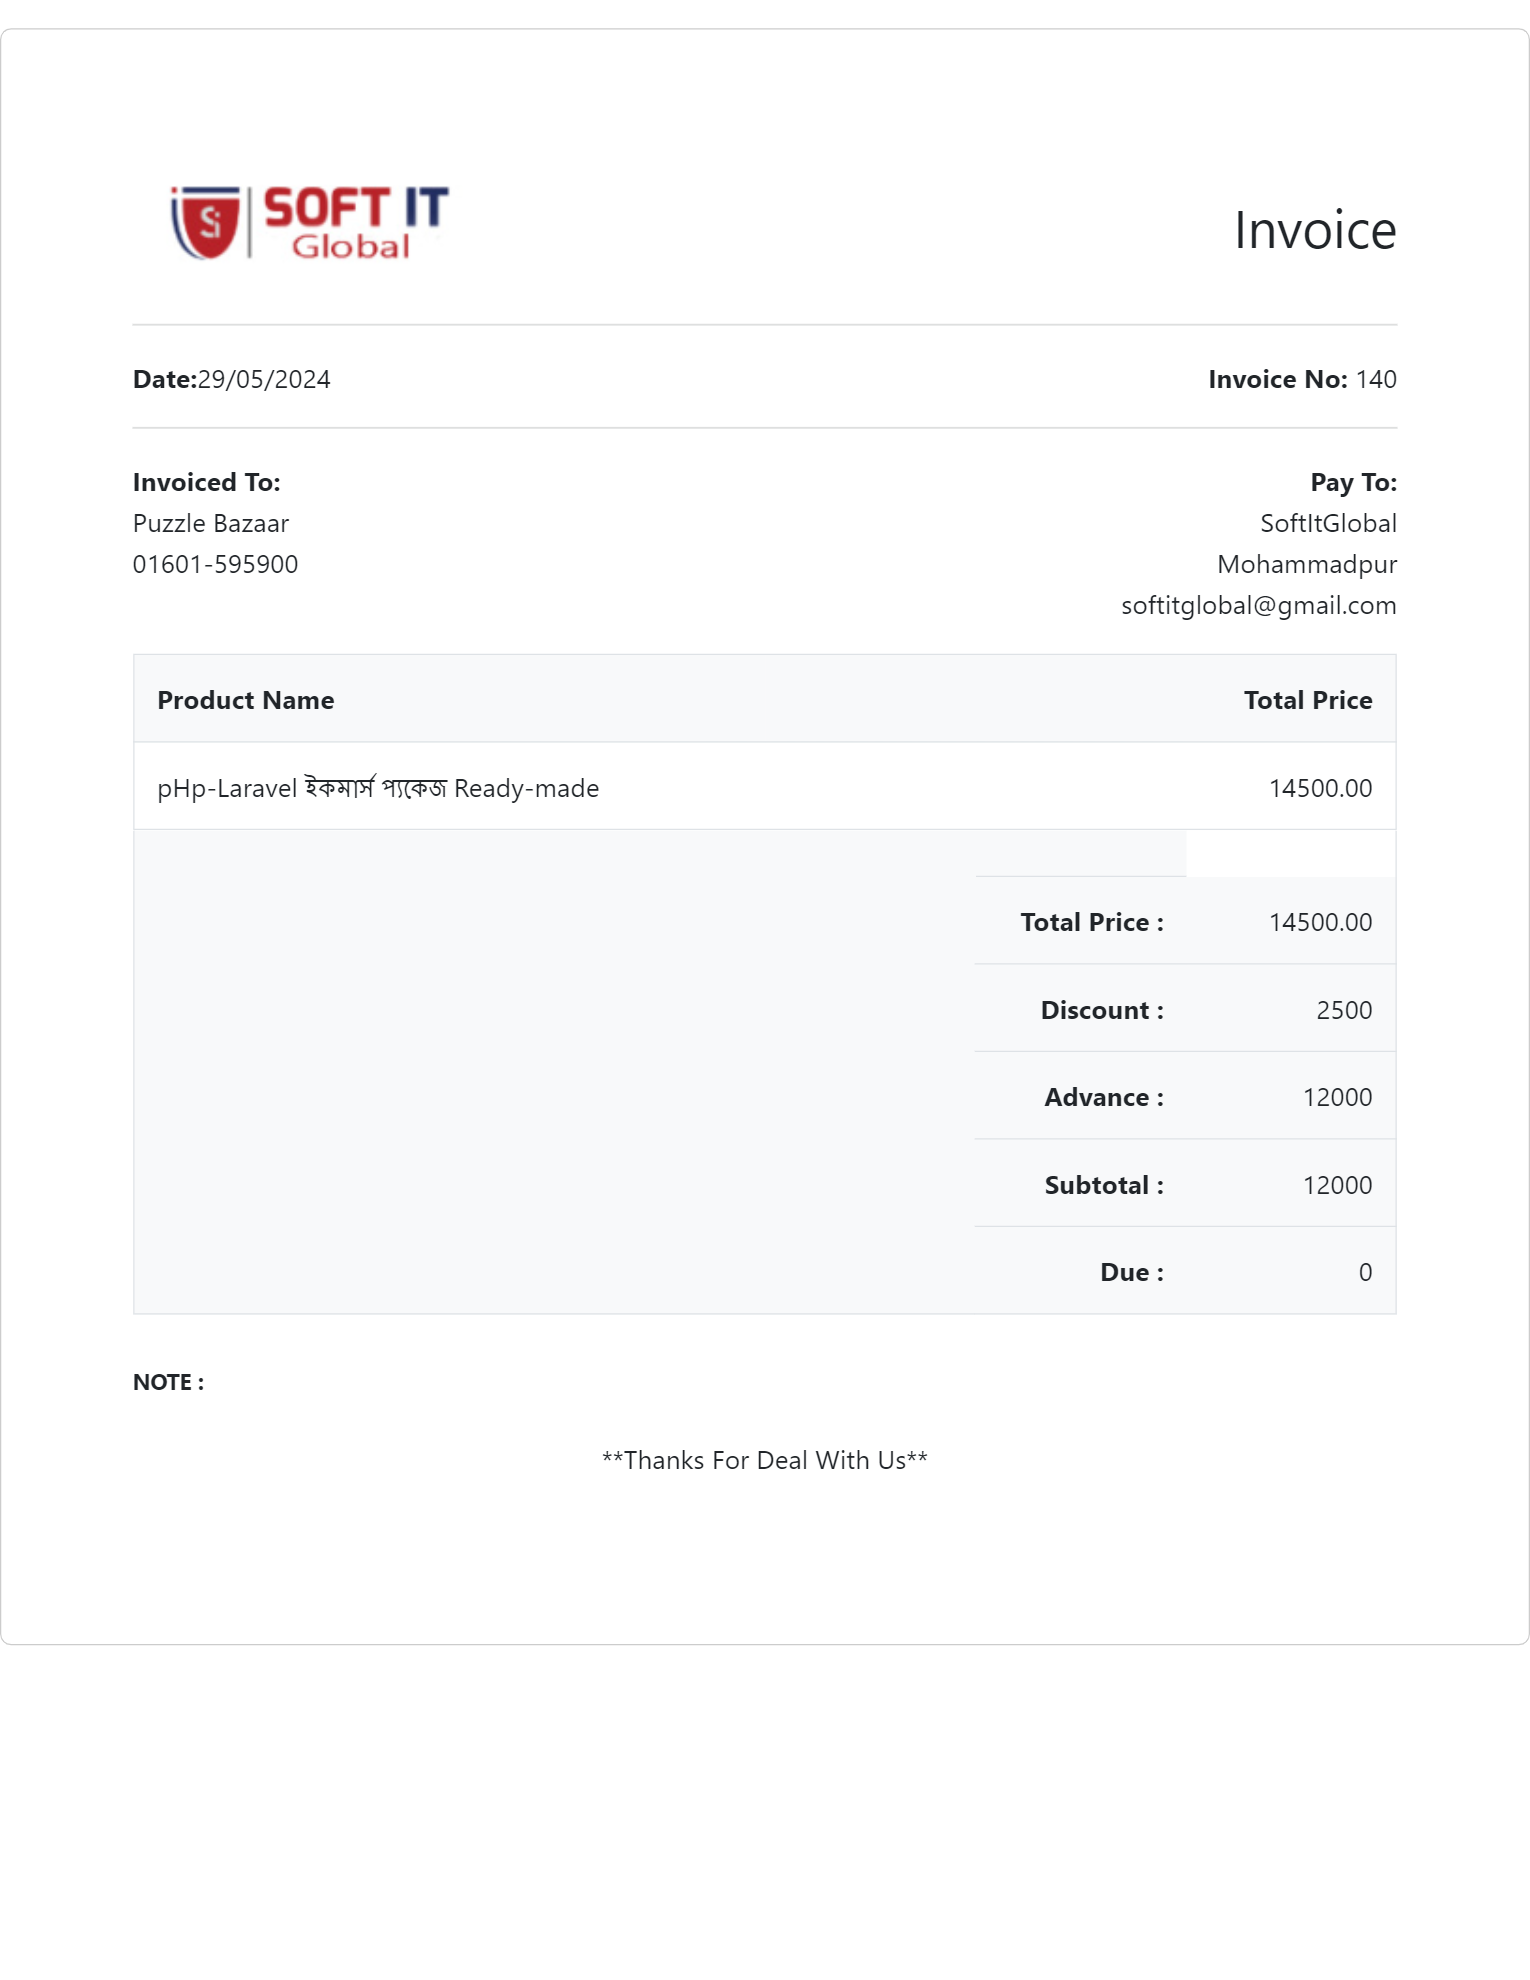 Si SOFT IT
Global
Invoice
Date:29/05/2024
Invoice No: 140
Invoiced To:
Puzzle Bazaar
01601-595900
Pay To:
SoftItGlobal
Mohammadpur
softitglobal@gmail.com
Product Name Total Price
pHp-Laravel ইকমার্স প্যকেজ Ready-made 14500.00
Total Price : 14500.00
Discount : 2500
Advance : 12000
Subtotal : 12000
Due : 0
NOTE :
**Thanks For Deal With Us**